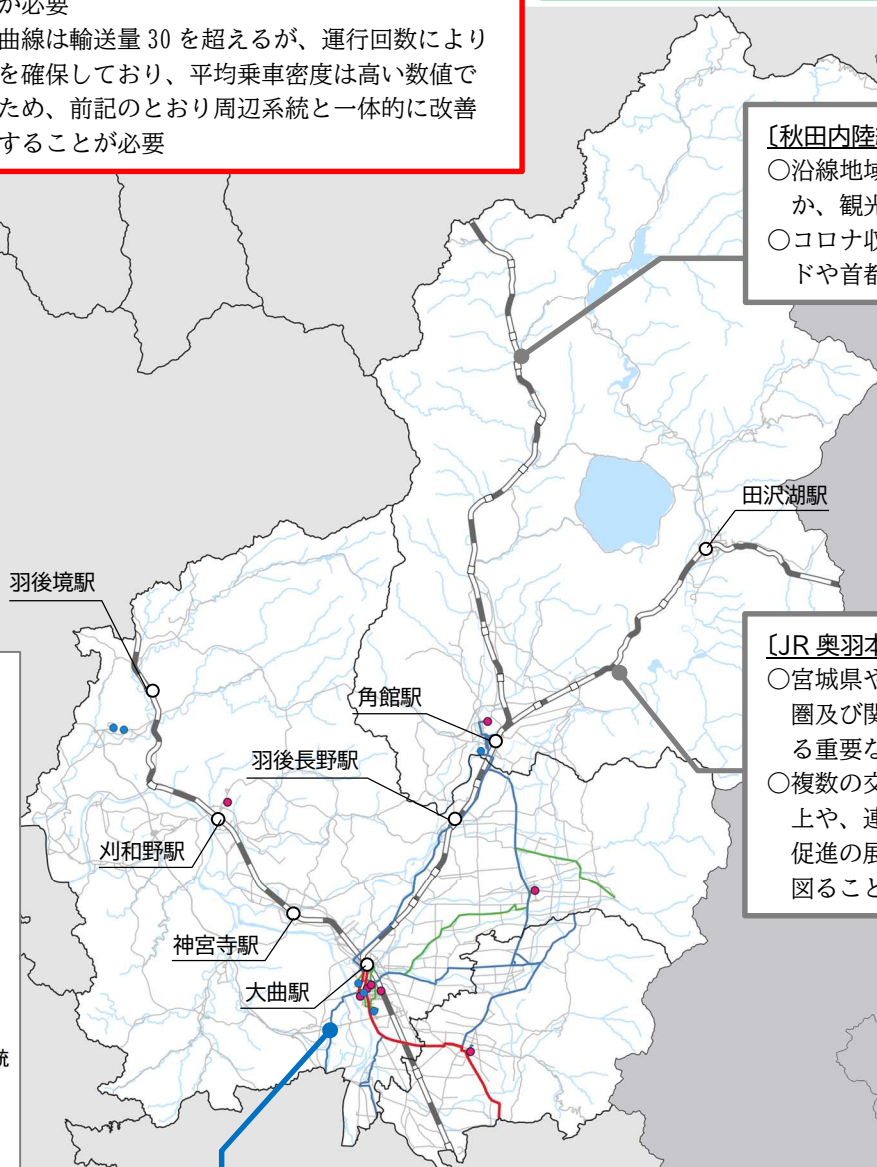 が必要
曲線は輸送量 30 を超えるが、運行回数により
を確保しており、平均乗車密度は高い数値で
ため、前記のとおり周辺系統と一体的に改善
することが必要
〔秋田内陸
○沿線地域
か、観光
○コロナ収
ドや首都
田沢湖駅
羽後境駅
〔JR 奥羽本
○宮城県や
圏及び関
る重要な
○複数の交
上や、連
促進の展
図ること
角館駅
羽後長野駅
刈和野駅
神宮寺駅
大曲駅
統